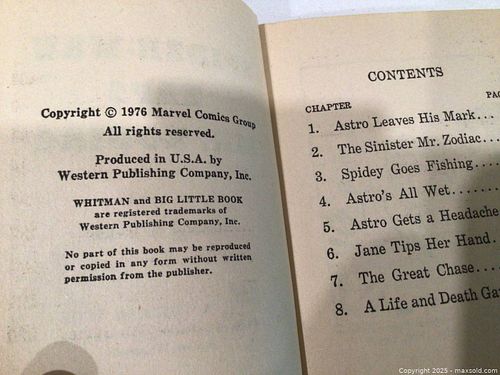 Copyright © 1976 Marvel Comics Group
All rights reserved.
Produced in U.S.A. by
Western Publishing Company, Inc.
WHITMAN and BIG LITTLE BOOK
are registered trademarks of
Western Publishing Company, Inc.
No part of this book may be reproduced
or copied in any form without written
permission from the publisher.
CONTENTS
CHAPTER
1. Astro Leaves His Mark...
2. The Sinister Mr. Zodiac...
3. Spidey Goes Fishing....
4. Astro's All Wet.....
5. Astro Gets a Headache
6. Jane Tips Her Hand.
7. The Great Chase....
8. A Life and Death
Copyright 2025 - maxsold.com